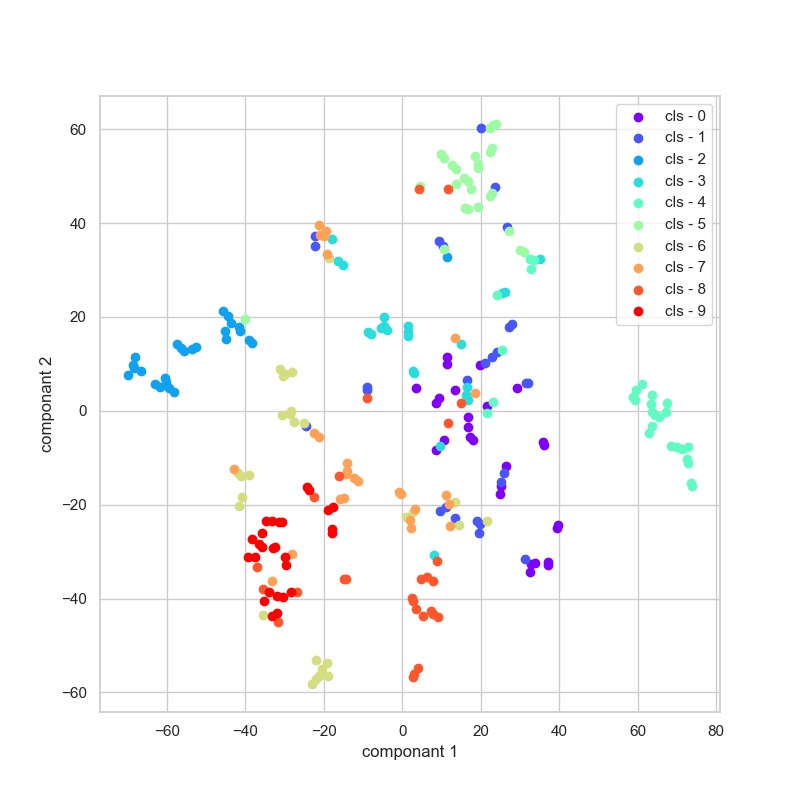 cls - 0
cls - 1
cls - 2
cls - 3
cls - 4
cls - 5
cls - 6
cls - 7
cls - 8
cls - 9
60
40
20
0
−20
−40
−60
componant 2
−60 −40 −20 0 20 40 60 80
componant 1